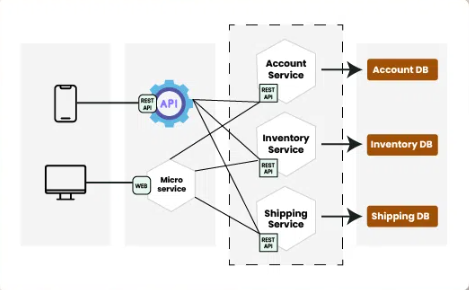 REST
API
API
WEB
Micro
service
Account
Service
REST
API
Inventory
Service
REST
API
Shipping
Service
REST
API
Account DB
Inventory DB
Shipping DB